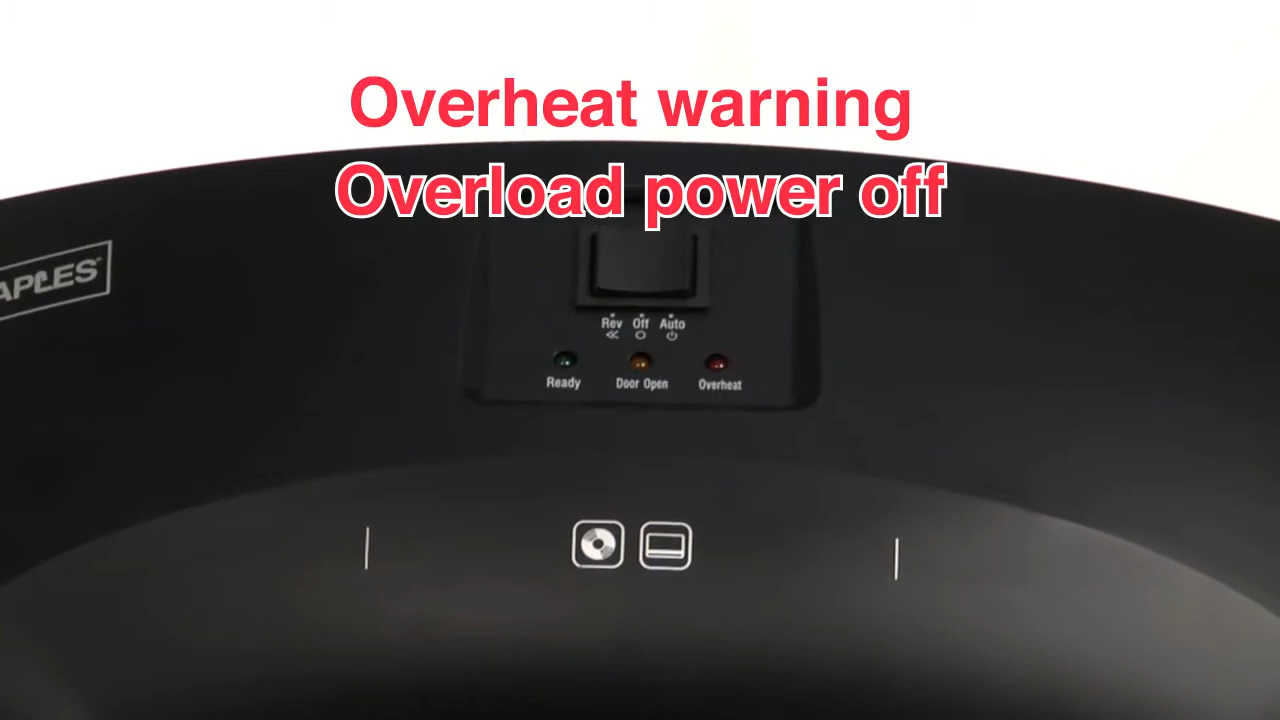 Overheat warning
Overload power off
APLES
Rev Off Auto
Ready Door Open Overheat